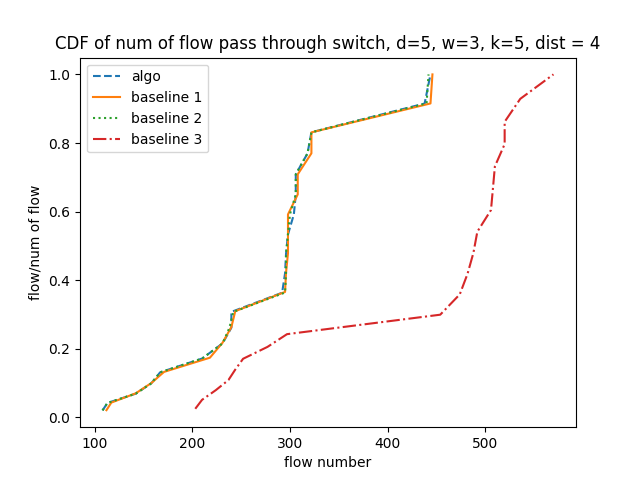 CDF of num of flow pass through switch, d=5, w=3, k=5, dist = 4
algo
baseline 1
baseline 2
baseline 3
1.0
0.8
0.6
0.4
0.2
0.0
flow/num of flow
100 200 300 400 500
flow number